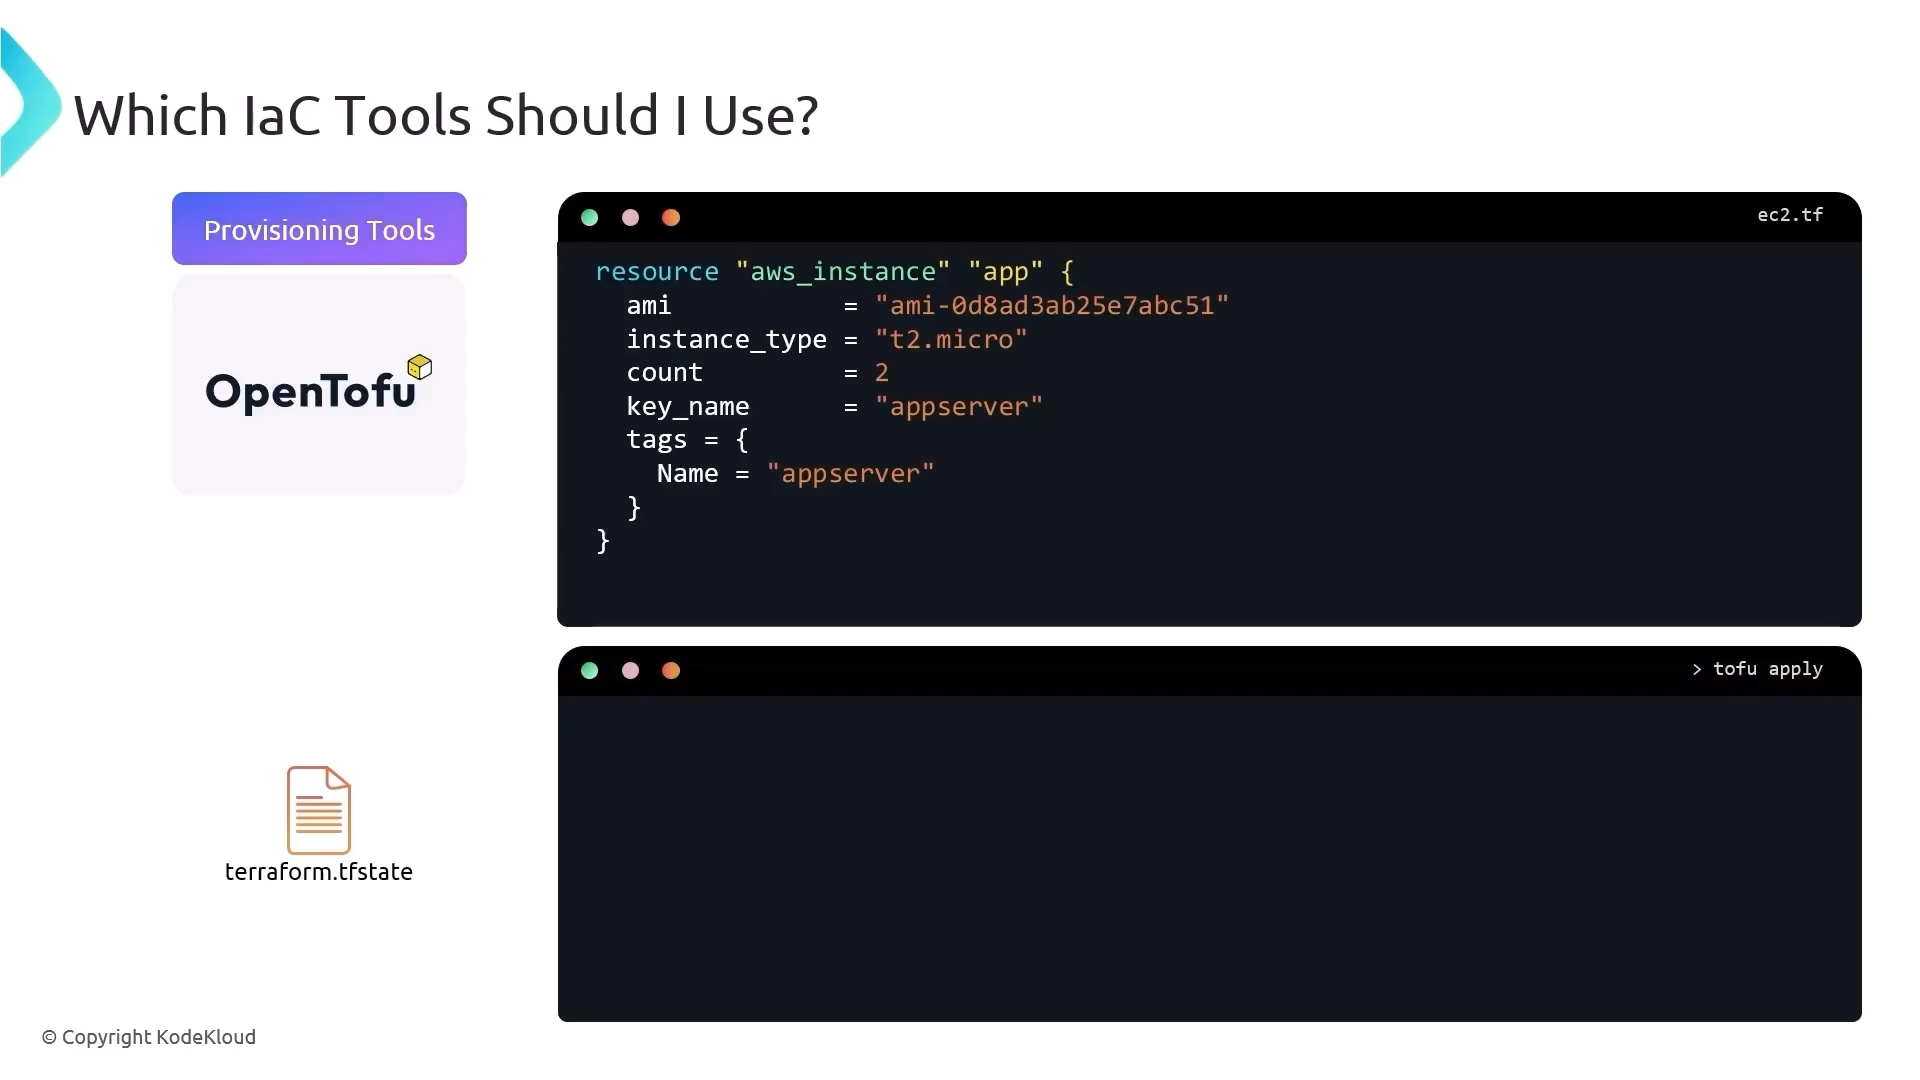 Which IaC Tools Should I Use?
Provisioning Tools
OpenTofu
ec2.tf
resource "aws_instance" "app" {
  ami           = "ami-0d8ad3ab25e7abc51"
  instance_type = "t2.micro"
  count         = 2
  key_name      = "appserver"
  tags = {
    Name = "appserver"
  }
}
> tofu apply
terraform.tfstate
© Copyright KodeKloud